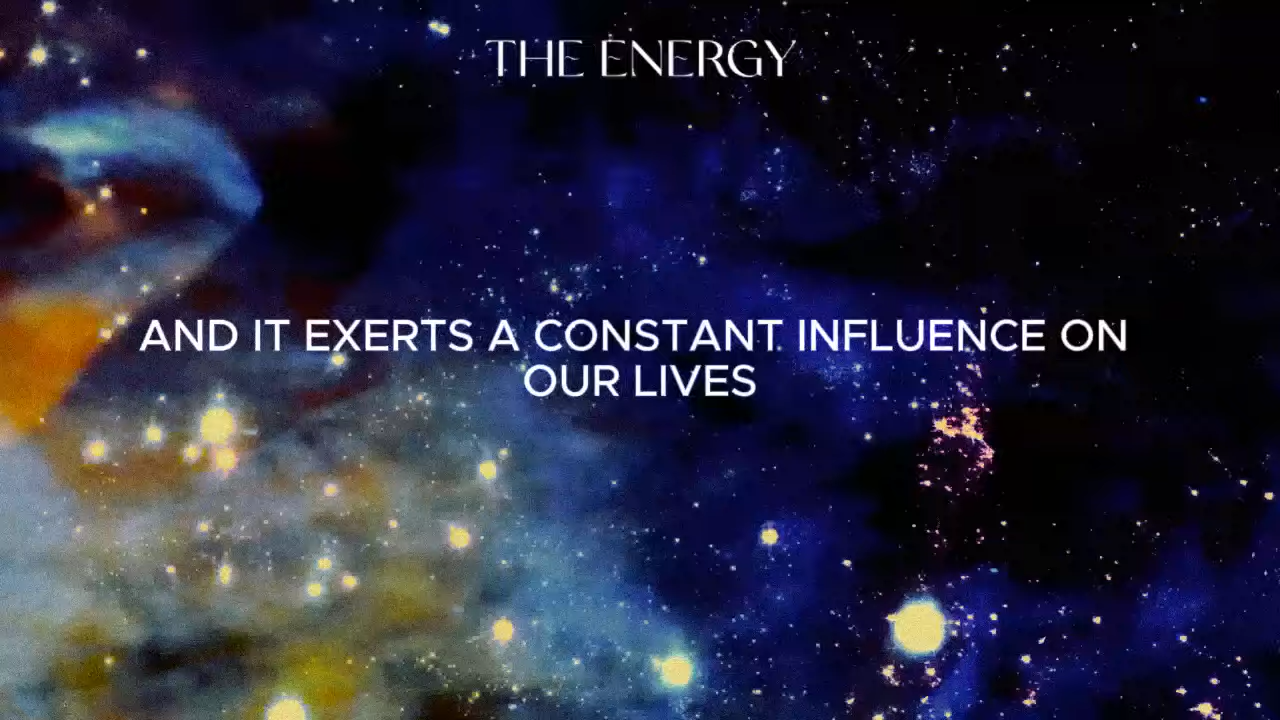 THE ENERGY
AND IT EXERTS A CONSTANT INFLUENCE ON
OUR LIVES